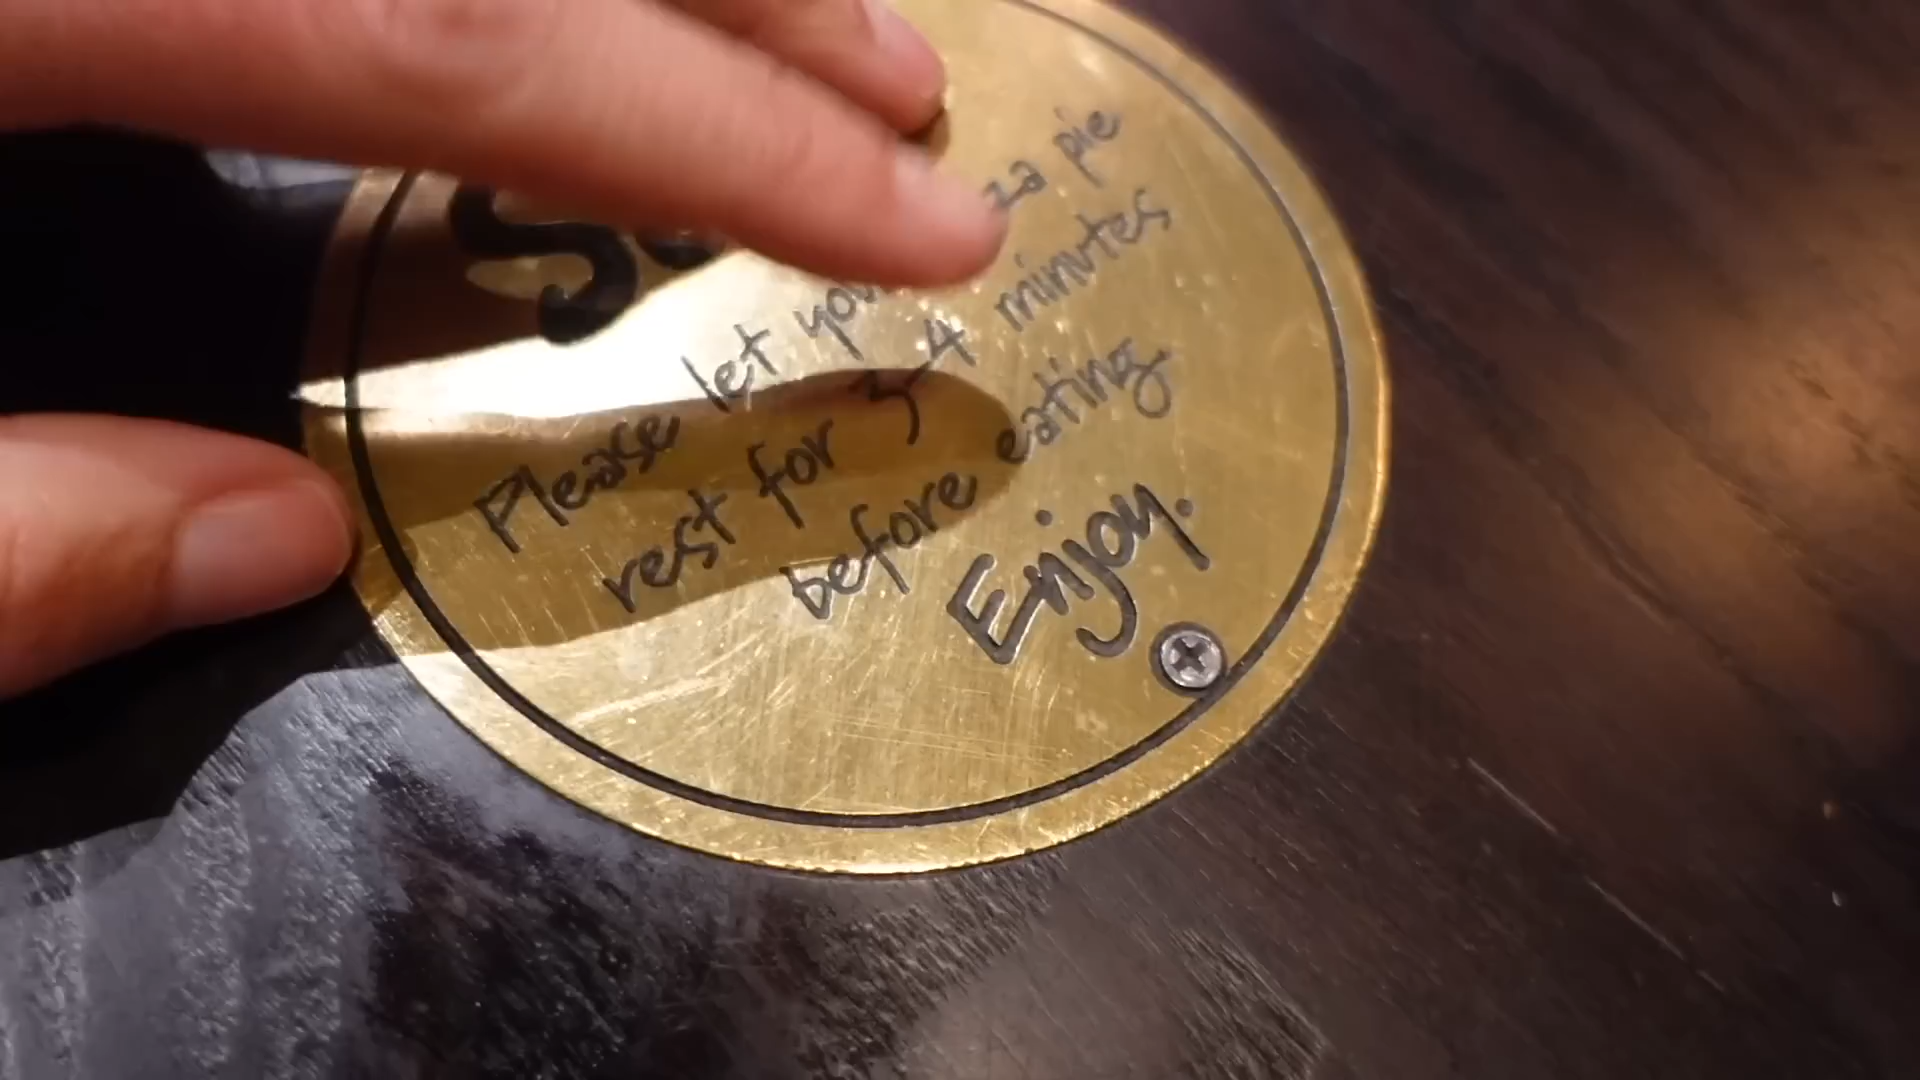 Please let you za pie
rest for 3-4 minutes
before eating.
Enjoy.